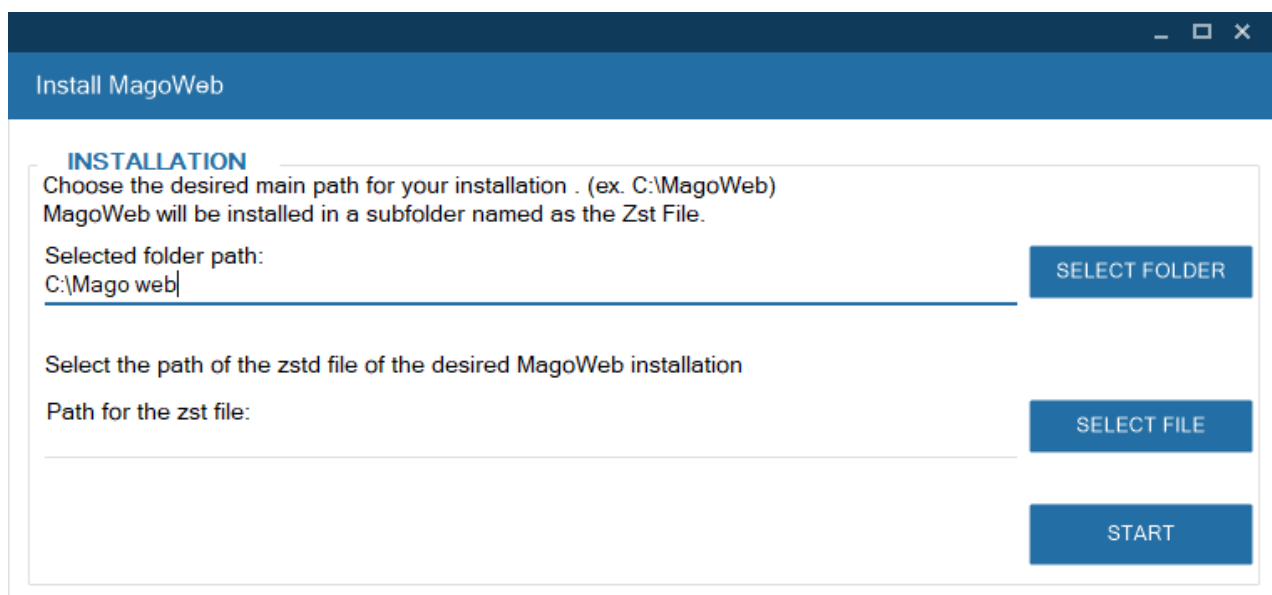 Install MagoWeb
INSTALLATION
Choose the desired main path for your installation . (ex. C:\MagoWeb)
MagoWeb will be installed in a subfolder named as the Zst File.
Selected folder path:
C:\Mago web
SELECT FOLDER
Select the path of the zstd file of the desired MagoWeb installation
Path for the zst file:
SELECT FILE
START